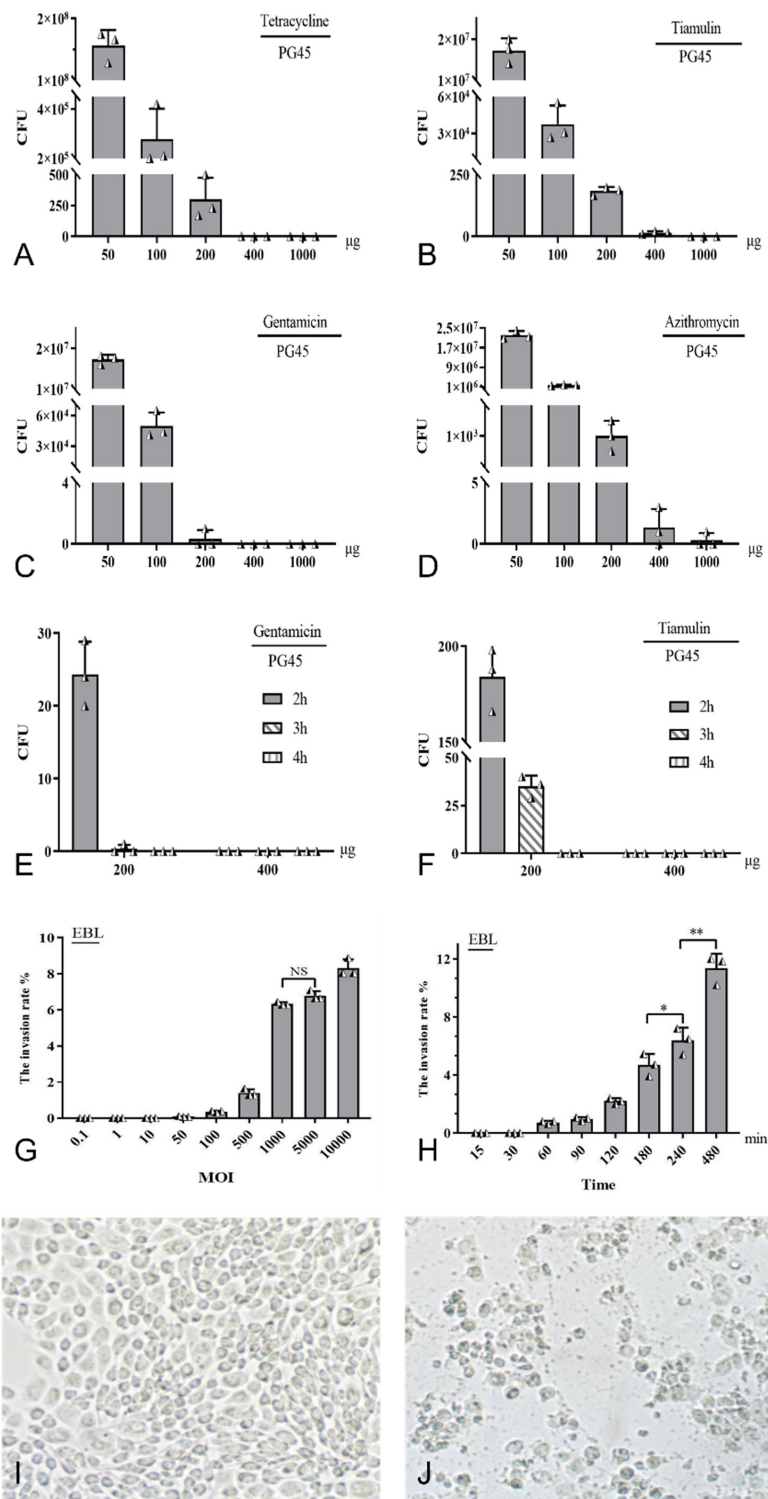 Tetracycline
PG45
2×10⁸
1×10⁸
4×10⁵
2×10⁵
500
250
0
CFU
50 100 200 400 1000 μg
A
Tiamulin
PG45
2×10⁷
1×10⁷
6×10⁴
3×10⁴
250
0
CFU
50 100 200 400 1000 μg
B
Gentamicin
PG45
2×10⁷
1×10⁷
6×10⁴
3×10⁴
4
0
CFU
50 100 200 400 1000 μg
C
Azithromycin
PG45
2.5×10⁷
1.7×10⁷
9×10⁶
1×10⁶
1×10³
5
0
CFU
50 100 200 400 1000 μg
D
Gentamicin
PG45
2h
3h
4h
30
20
10
0
CFU
200 400 μg
E
Tiamulin
PG45
2h
3h
4h
200
150
50
25
0
CFU
200 400 μg
F
EBL
NS
10
8
6
4
2
0
The invasion rate %
0.1 1 10 50 100 500 1000 5000 10000
MOI
G
EBL
*
**
12
8
4
0
The invasion rate %
15 30 60 90 120 180 240 480 min
Time
H
I
J